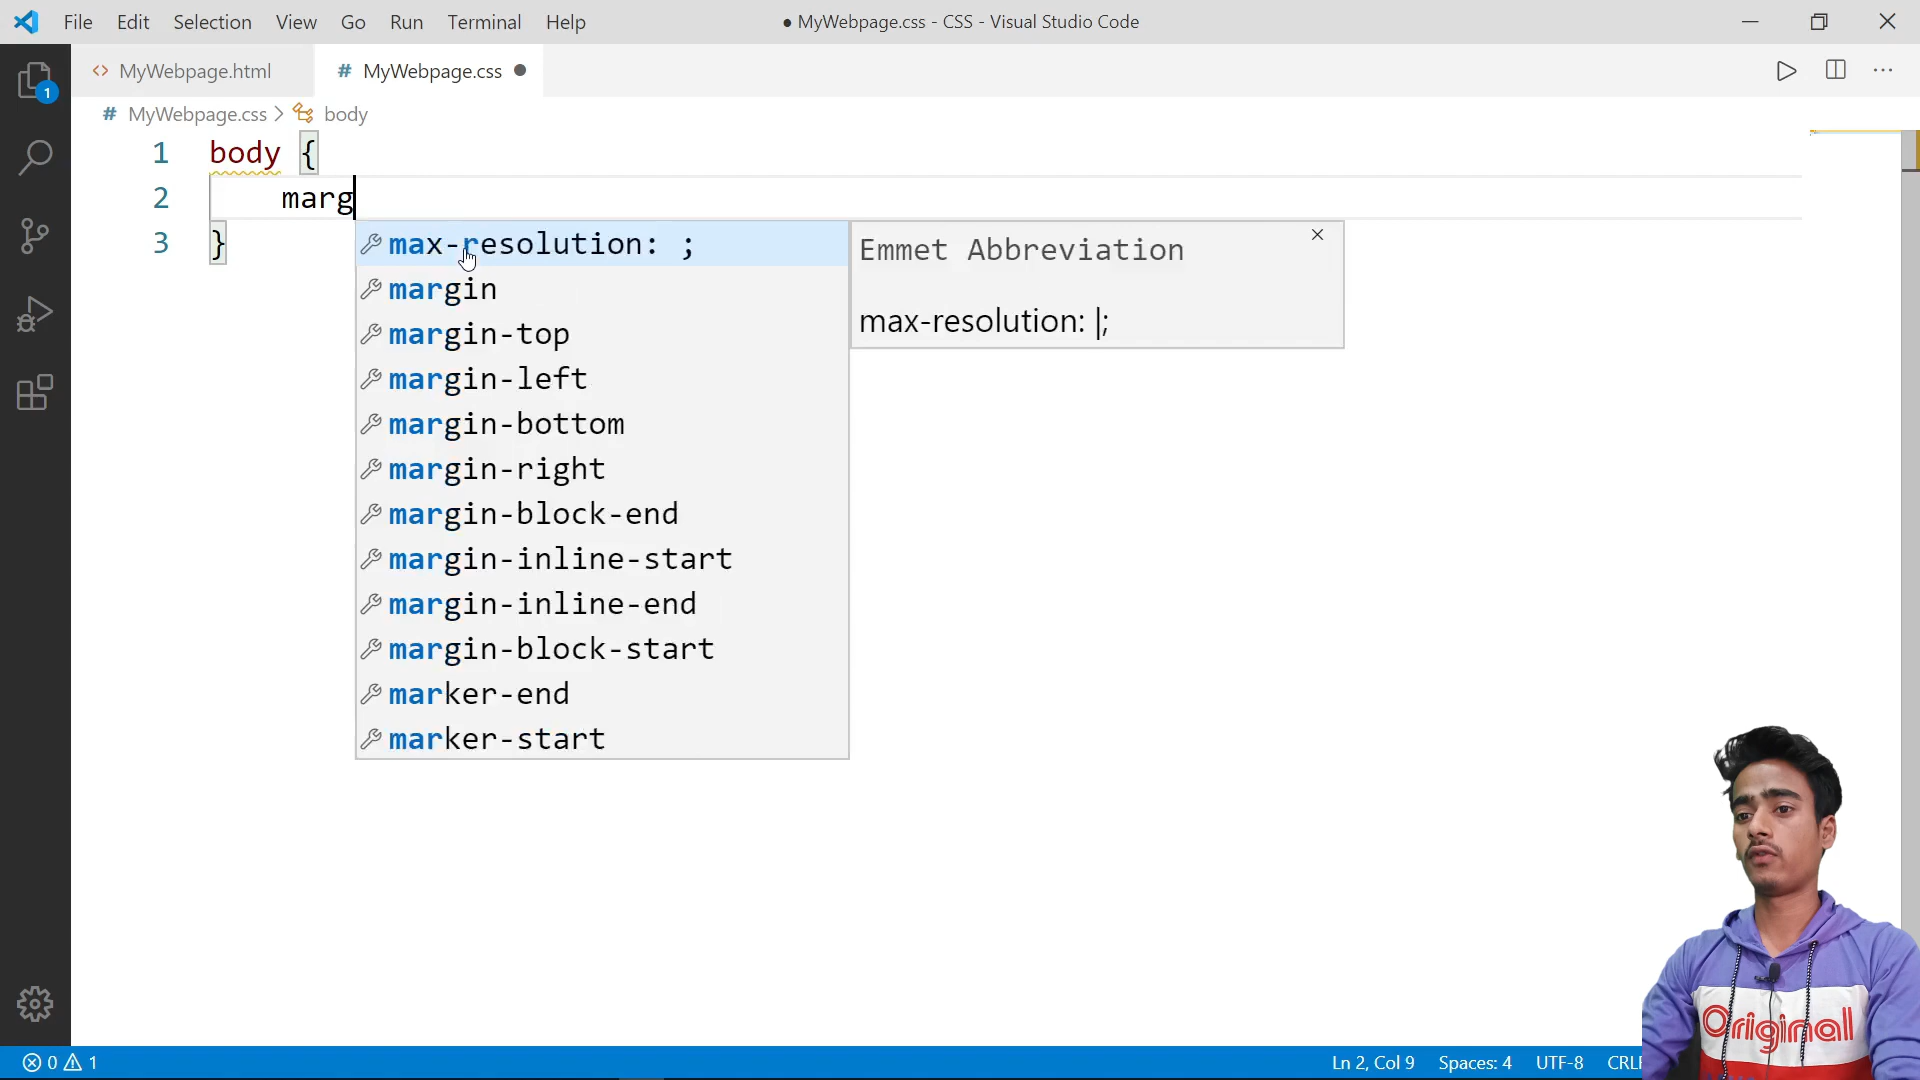 File Edit Selection View Go Run Terminal Help ● MyWebpage.css - CSS - Visual Studio Code
<> MyWebpage.html # MyWebpage.css ●
1
# MyWebpage.css > body
1 body {
2 marg
3 }
max-resolution: ;
margin
margin-top
margin-left
margin-bottom
margin-right
margin-block-end
margin-inline-start
margin-inline-end
margin-block-start
marker-end
marker-start
Emmet Abbreviation
max-resolution: |;
Original
0 1 Ln 2, Col 9 Spaces: 4 UTF-8